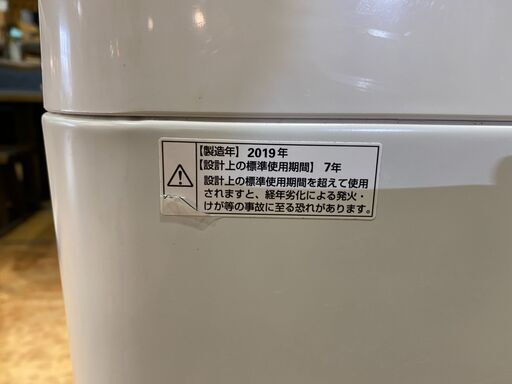 【製造年】2019年
【設計上の標準使用期間】7年
設計上の標準使用期間を超えて使用
されますと、経年劣化による発火・
けが等の事故に至る恐れがあります。